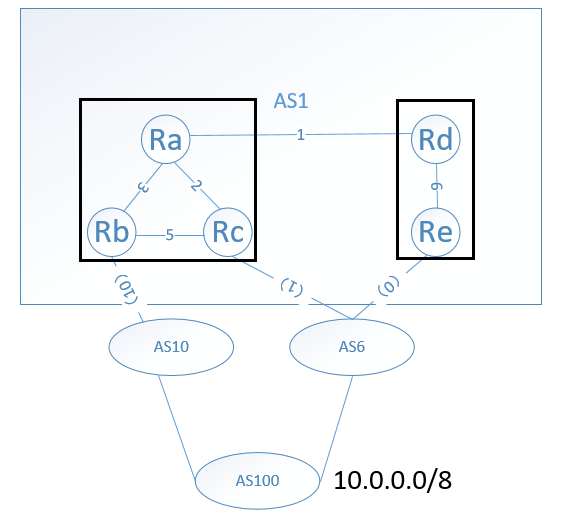 AS1
Ra
1
Rd
3
2
6
Rb
5
Rc
Re
(10)
(1)
(0)
AS10
AS6
AS100
10.0.0.0/8